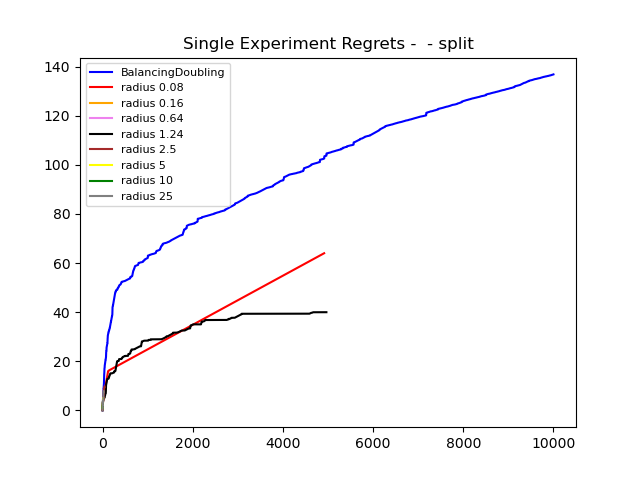 Single Experiment Regrets -  - split
140
120
100
80
60
40
20
0
BalancingDoubling
radius 0.08
radius 0.16
radius 0.64
radius 1.24
radius 2.5
radius 5
radius 10
radius 25
0 2000 4000 6000 8000 10000